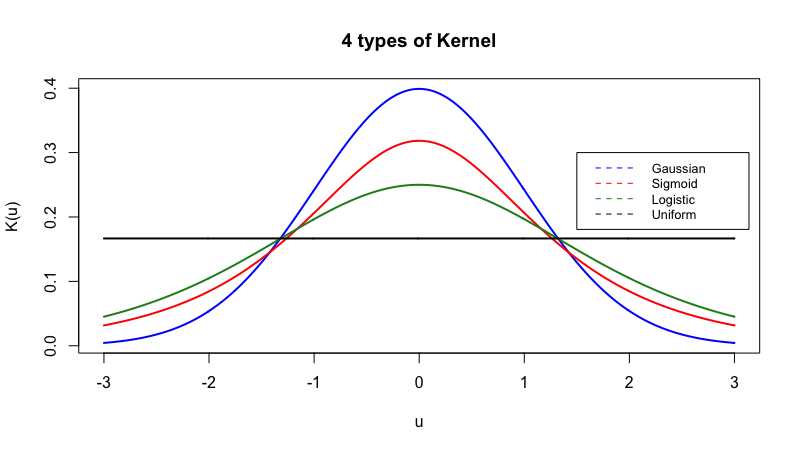 4 types of Kernel
K(u)
0.4
0.3
0.2
0.1
0.0
Gaussian
Sigmoid
Logistic
Uniform
-3 -2 -1 0 1 2 3
u